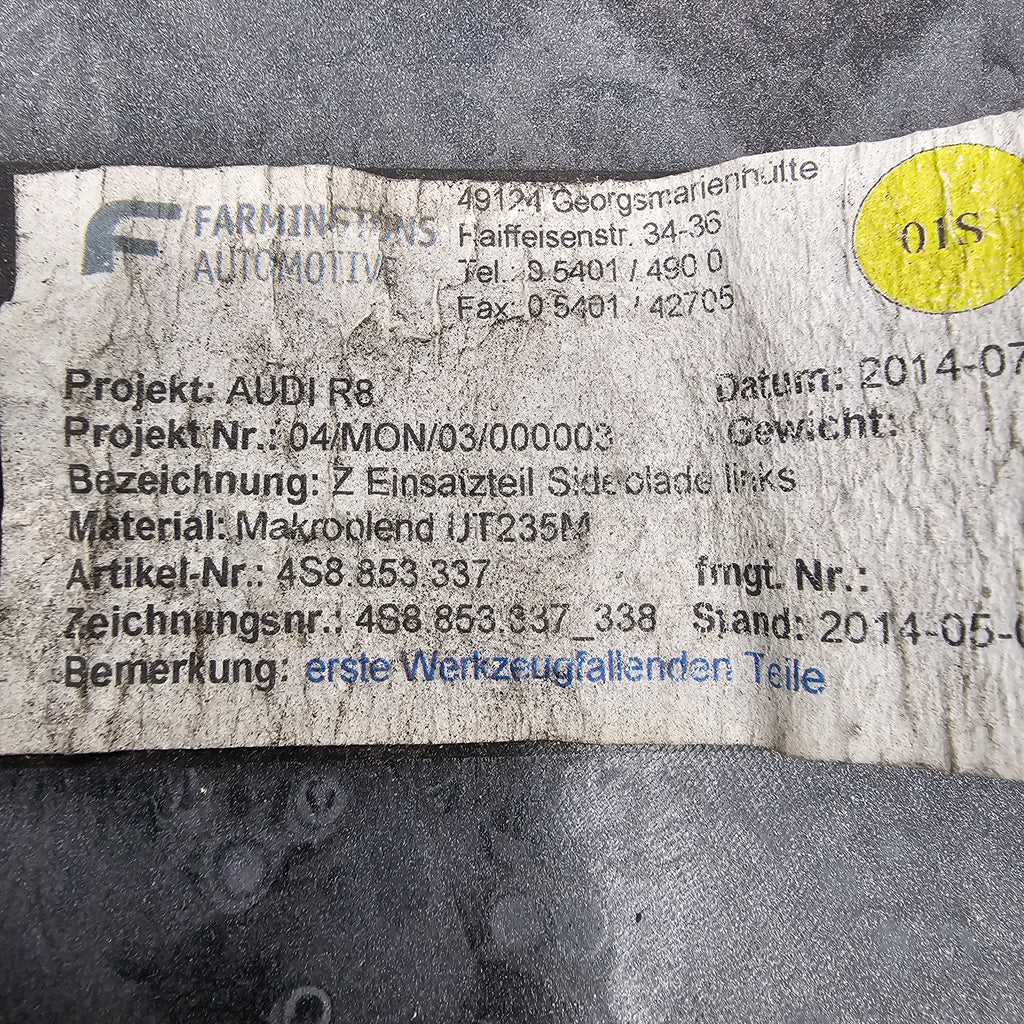 FARMINGTONS
AUTOMOTIVE
49124 Georgsmarienhütte
Raiffeisenstr. 34-36
Tel.: 0 5401 / 490 0
Fax: 0 5401 / 42705
01S
Projekt: AUDI R8
Datum: 2014-07
Projekt Nr.: 04/MON/03/000003
Gewicht:
Bezeichnung: Z Einsatzteil Sideblade links
Material: Makroblend UT235M
Artikel-Nr.: 4S8.853.337
Nr.:
Zeichnungsnr.: 4S8.853.337_338
Stand: 2014-05-0
Bemerkung: erste Werkzeugfallenden Teile